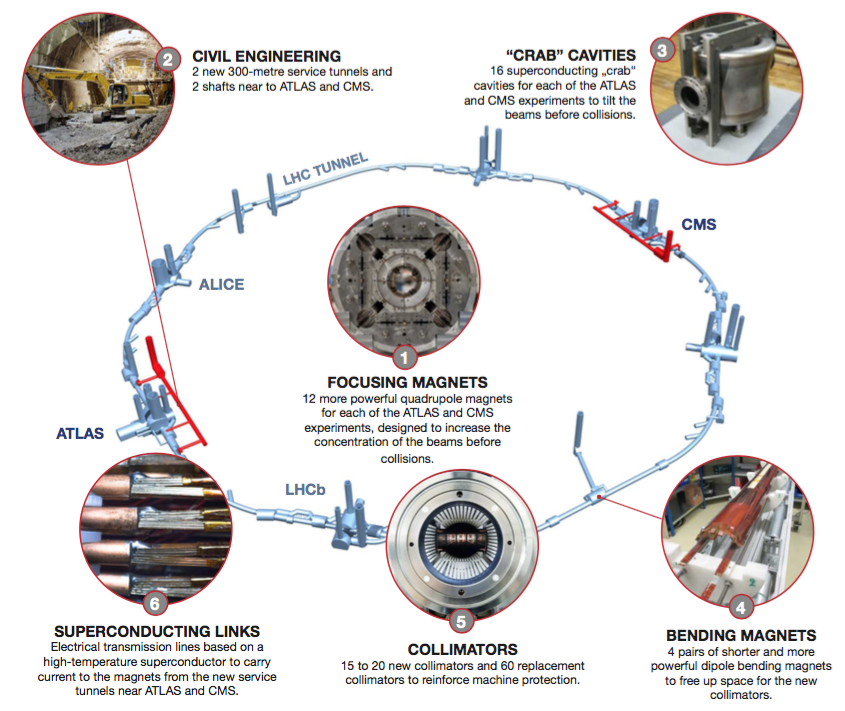 2
CIVIL ENGINEERING
2 new 300-metre service tunnels and
2 shafts near to ATLAS and CMS.
3
“CRAB” CAVITIES
16 superconducting „crab“
cavities for each of the ATLAS
and CMS experiments to tilt the
beams before collisions.
LHC TUNNEL
CMS
ALICE
1
FOCUSING MAGNETS
12 more powerful quadrupole magnets
for each of the ATLAS and CMS
experiments, designed to increase the
concentration of the beams before
collisions.
ATLAS
LHCb
6
SUPERCONDUCTING LINKS
Electrical transmission lines based on a
high-temperature superconductor to carry
current to the magnets from the new service
tunnels near ATLAS and CMS.
5
COLLIMATORS
15 to 20 new collimators and 60 replacement
collimators to reinforce machine protection.
2
4
BENDING MAGNETS
4 pairs of shorter and more
powerful dipole bending magnets
to free up space for the new
collimators.